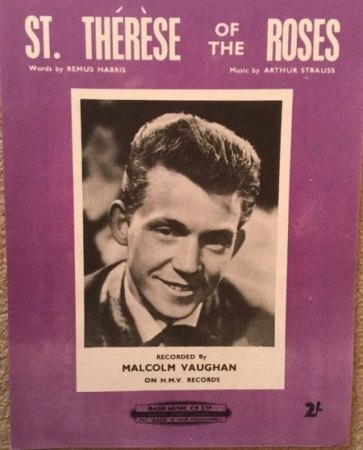 ST. THÉRÈSE OF THE ROSES
Words by REMUS HARRIS Music by ARTHUR STRAUSS
RECORDED By
MALCOLM VAUGHAN
ON H.M.V. RECORDS
DASH MUSIC CO LTD
2/-